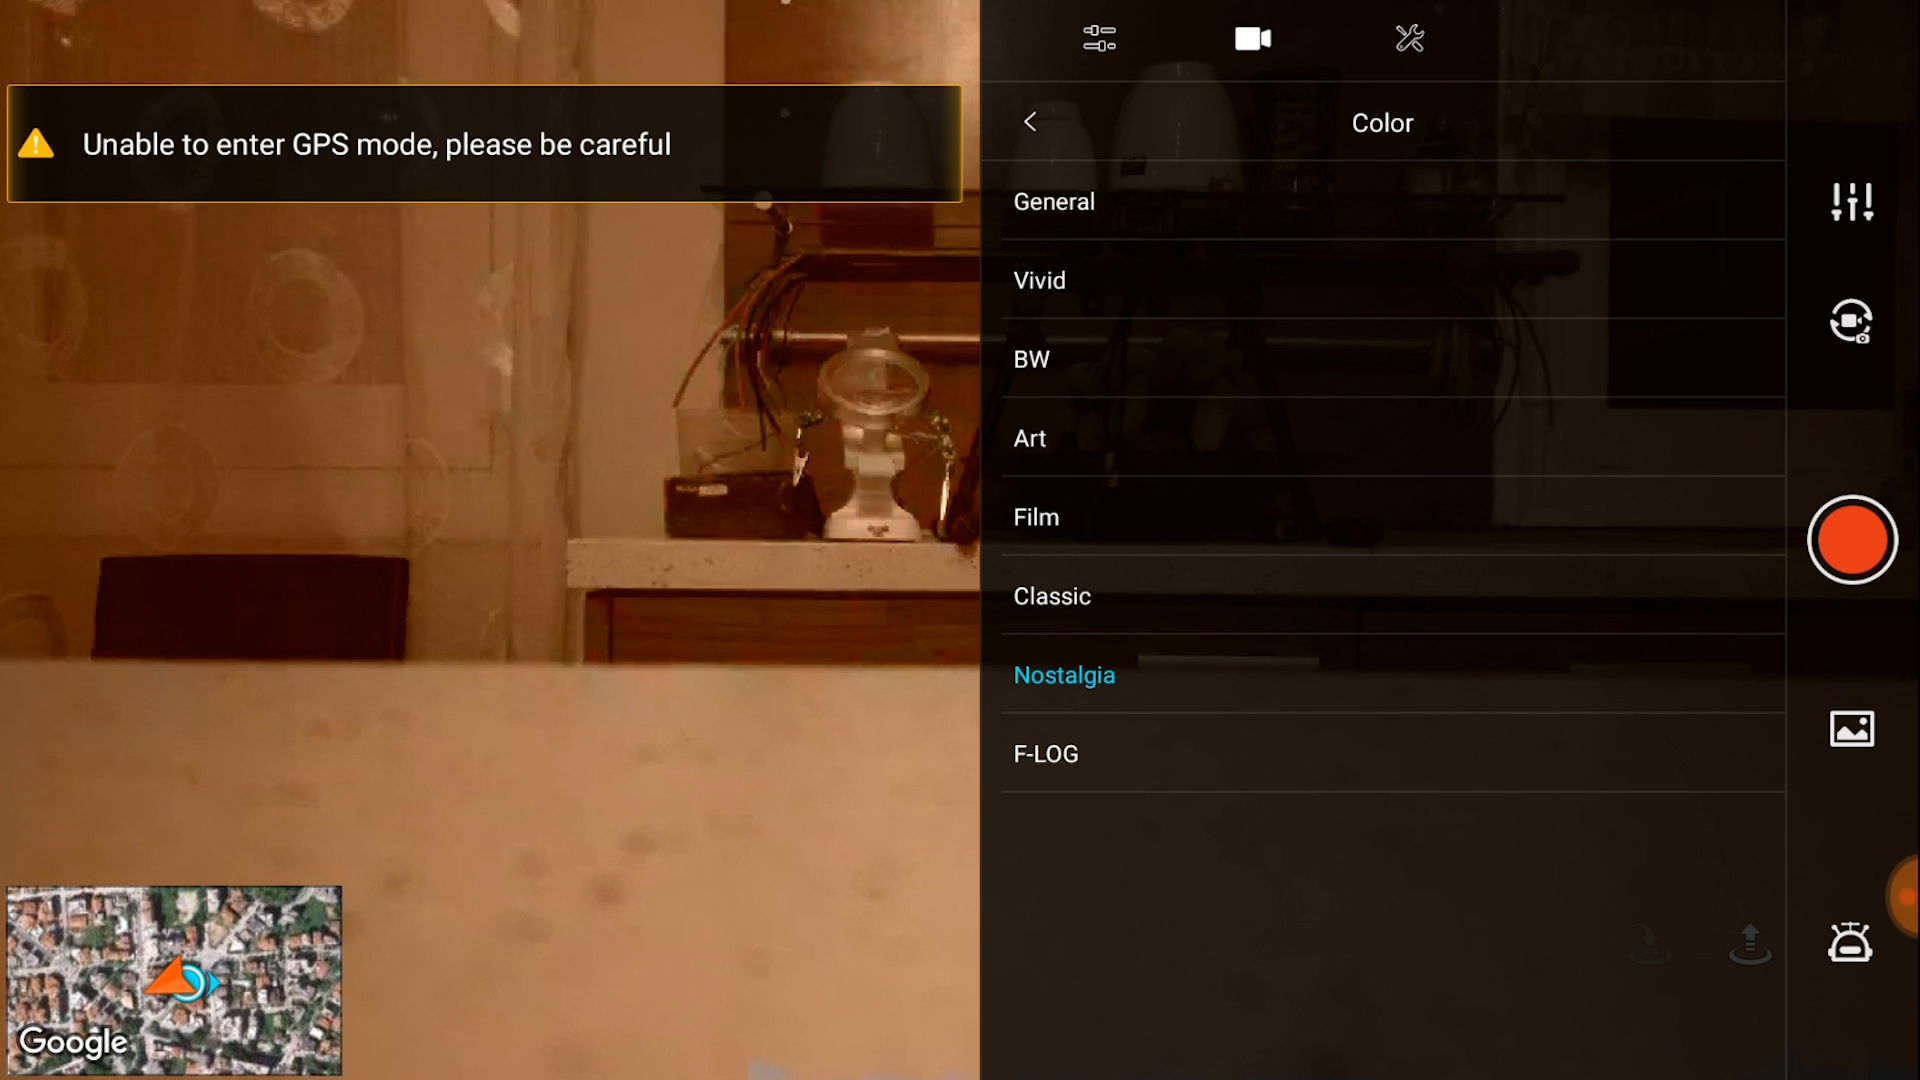 Unable to enter GPS mode, please be careful
Color
General
Vivid
BW
Art
Film
Classic
Nostalgia
F-LOG
Google